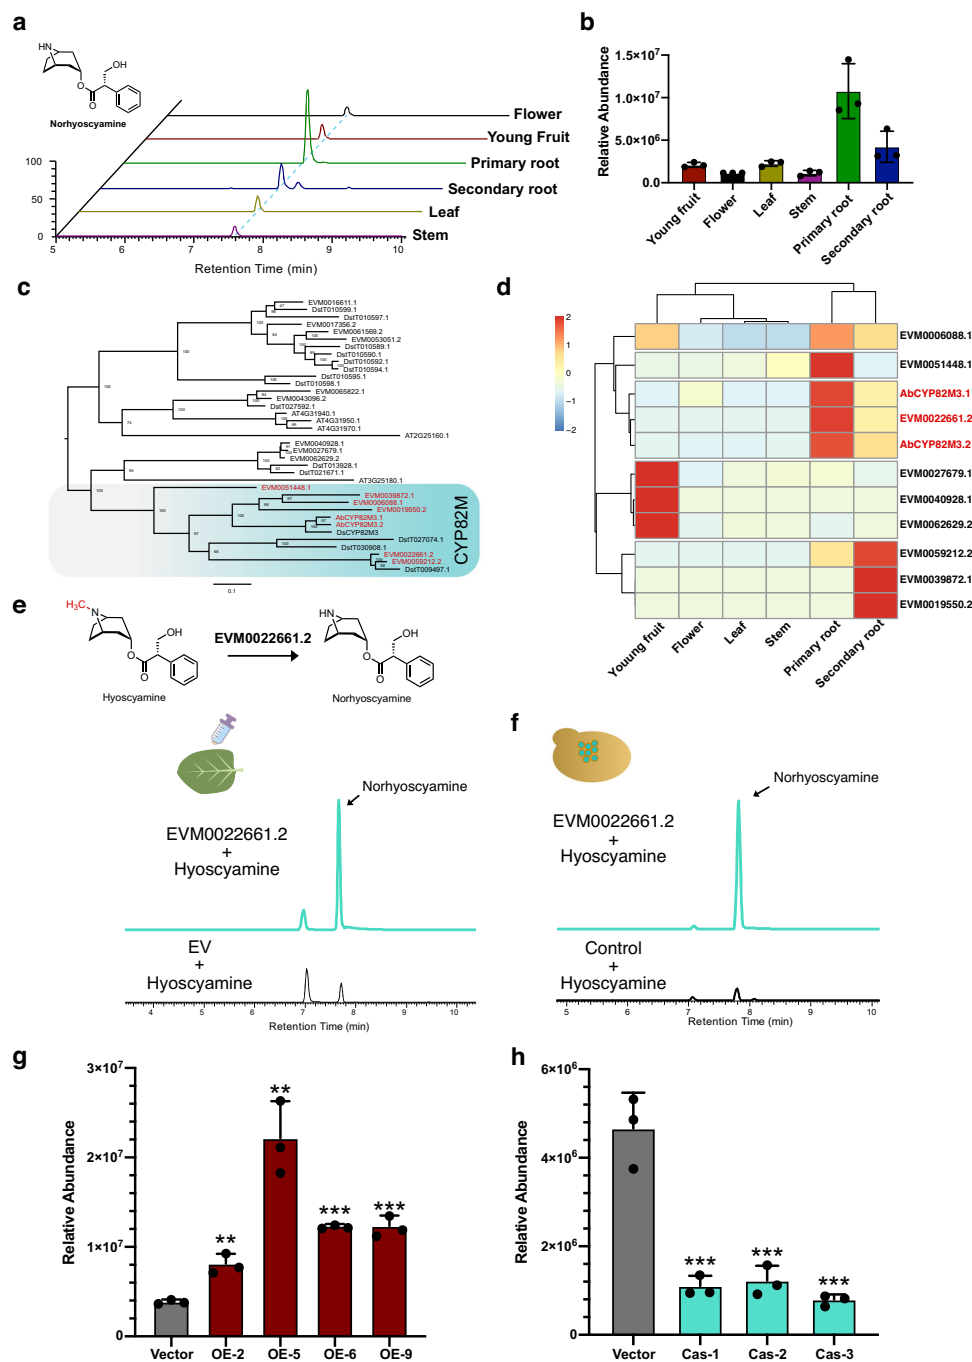 a
HN
OH
O
O
Norhyoscyamine
Flower
Young Fruit
Primary root
Secondary root
Leaf
Stem
100
50
0
5 6 7 8 9 10
Retention Time (min)
b
Relative Abundance
1.5×10⁷
1.0×10⁷
5.0×10⁶
0.0
Young fruit
Flower
Leaf
Stem
Primary root
Secondary root
c
EVM0016611.1
DstT010599.1
DstT010597.1
EVM0017356.2
EVM0061569.2
EVM0053051.2
DstT010589.1
DstT010590.1
DstT010592.1
DstT010594.1
DstT010595.1
DstT010598.1
EVM0065822.1
EVM0043096.2
DstT027592.1
AT4G31940.1
AT4G31950.1
AT4G31970.1
AT2G25160.1
EVM0040928.1
EVM0027679.1
EVM0062629.2
DstT013928.1
DstT021671.1
AT3G25180.1
EVM0051448.1
EVM0039872.1
EVM0006088.1
EVM0019550.2
AbCYP82M3.1
AbCYP82M3.2
DsCYP82M3
DstT027074.1
DstT030908.1
EVM0022661.2
EVM0059212.2
DstT009497.1
CYP82M
0.1
d
2
1
0
−1
−2
EVM0006088.1
EVM0051448.1
AbCYP82M3.1
EVM0022661.2
AbCYP82M3.2
EVM0027679.1
EVM0040928.1
EVM0062629.2
EVM0059212.2
EVM0039872.1
EVM0019550.2
Youung fruit
Flower
Leaf
Stem
Primary root
Secondary root
e
H₃C
N
OH
O
O
Hyoscyamine
EVM0022661.2
HN
OH
O
O
Norhyoscyamine
Norhyoscyamine
EVM0022661.2
+
Hyoscyamine
EV
+
Hyoscyamine
4 5 6 7 8 9 10
Retention Time (min)
f
Norhyoscyamine
EVM0022661.2
+
Hyoscyamine
Control
+
Hyoscyamine
5 6 7 8 9 10
Retention Time (min)
g
Relative Abundance
3×10⁷
2×10⁷
1×10⁷
0
**
**
***
***
Vector OE-2 OE-5 OE-6 OE-9
h
Relative Abundance
6×10⁶
4×10⁶
2×10⁶
0
***
***
***
Vector Cas-1 Cas-2 Cas-3